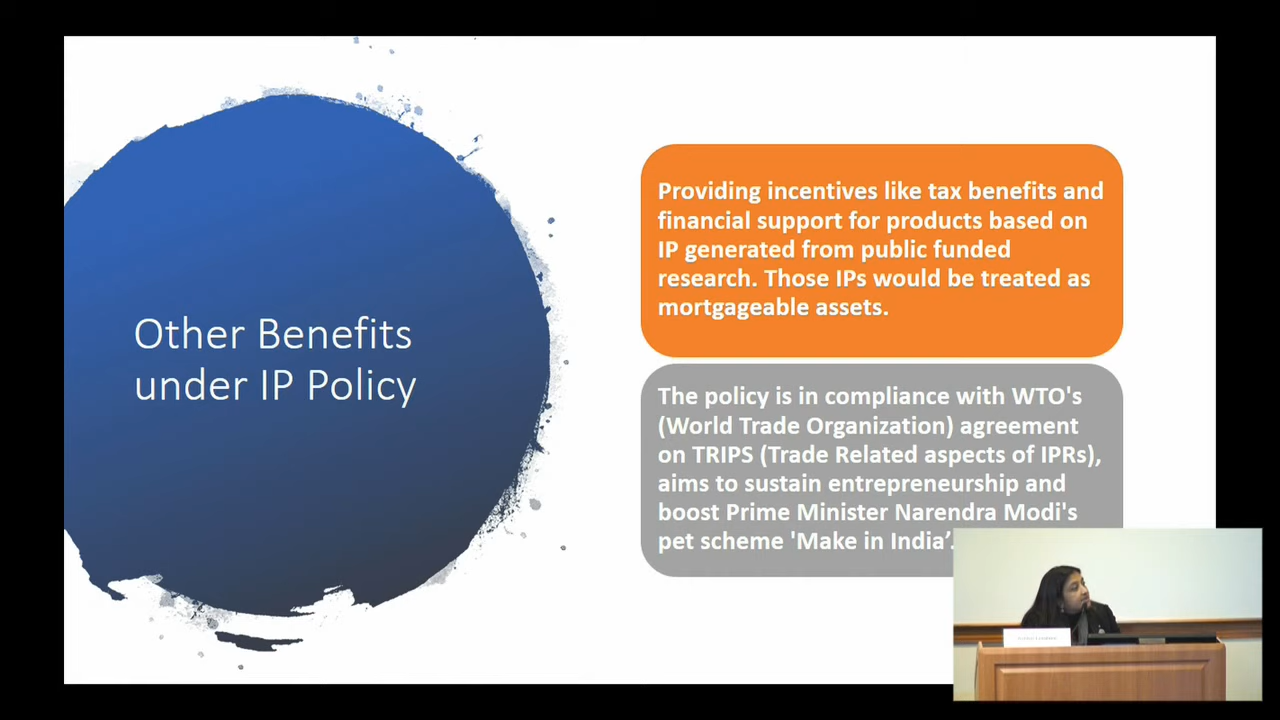 Other Benefits
under IP Policy
Providing incentives like tax benefits and
financial support for products based on
IP generated from public funded
research. Those IPs would be treated as
mortgageable assets.
The policy is in compliance with WTO's
(World Trade Organization) agreement
on TRIPS (Trade Related aspects of IPRs),
aims to sustain entrepreneurship and
boost Prime Minister Narendra Modi's
pet scheme 'Make in India’.